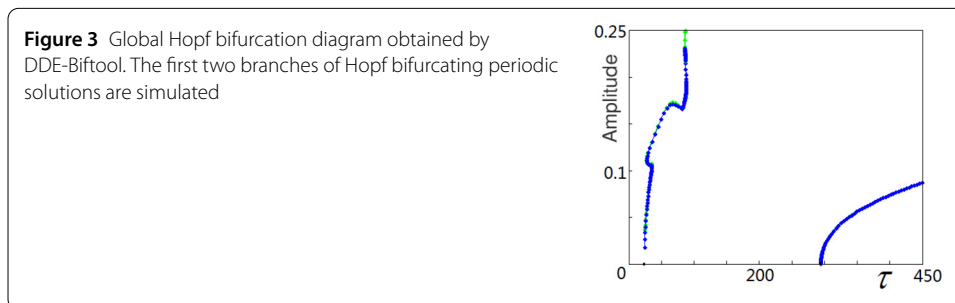 Figure 3 Global Hopf bifurcation diagram obtained by
DDE-Biftool. The first two branches of Hopf bifurcating periodic
solutions are simulated
0.25
Amplitude
0.1
0
200
τ
450